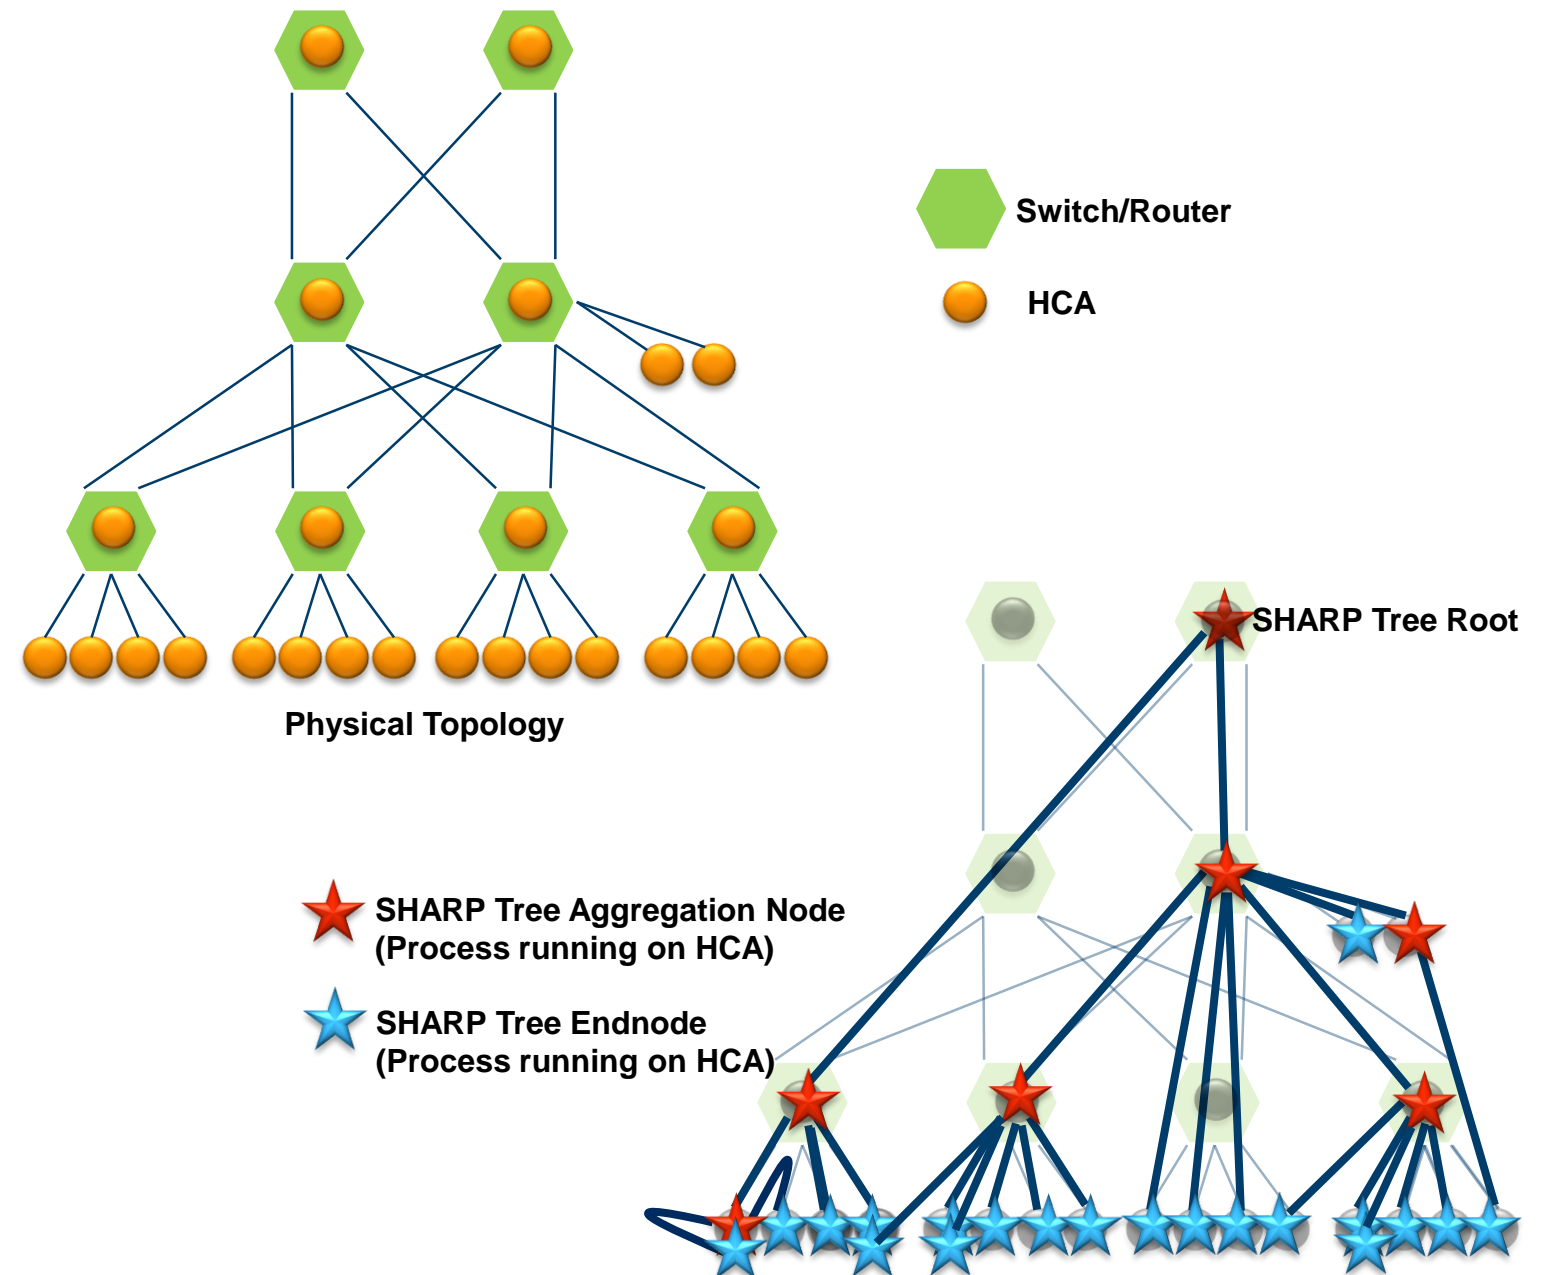 Switch/Router
HCA
SHARP Tree Root
Physical Topology
SHARP Tree Aggregation Node
(Process running on HCA)
SHARP Tree Endnode
(Process running on HCA)